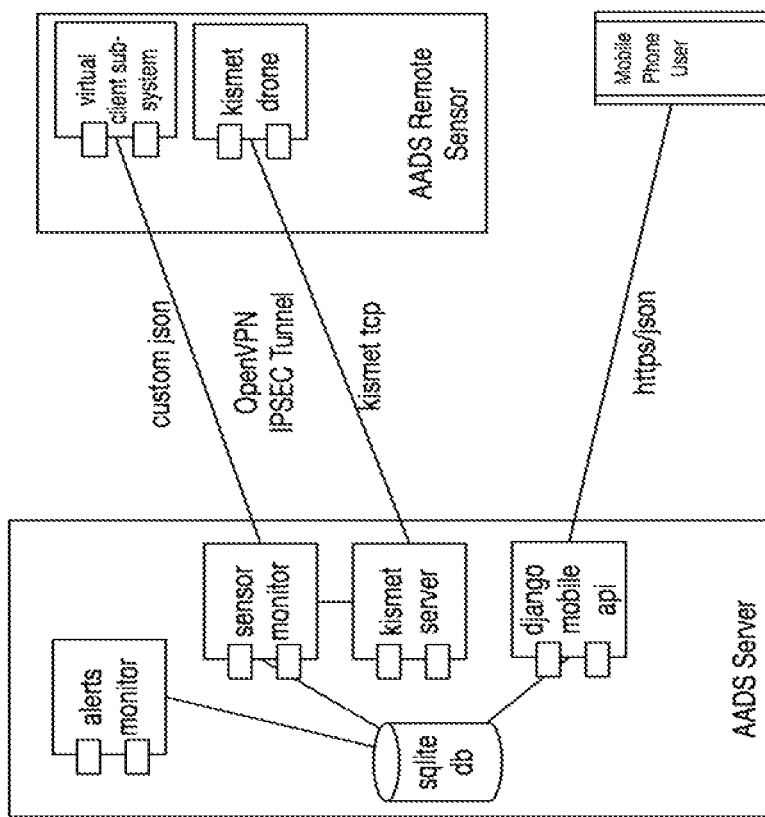 virtual
client sub-
system
kismet
drone
AADS Remote
Sensor
Mobile
Phone
User
custom json
OpenVPN
IPSEC Tunnel
kismet tcp
https/json
alerts
monitor
sensor
monitor
kismet
server
django
mobile
api
sqlite
db
AADS Server